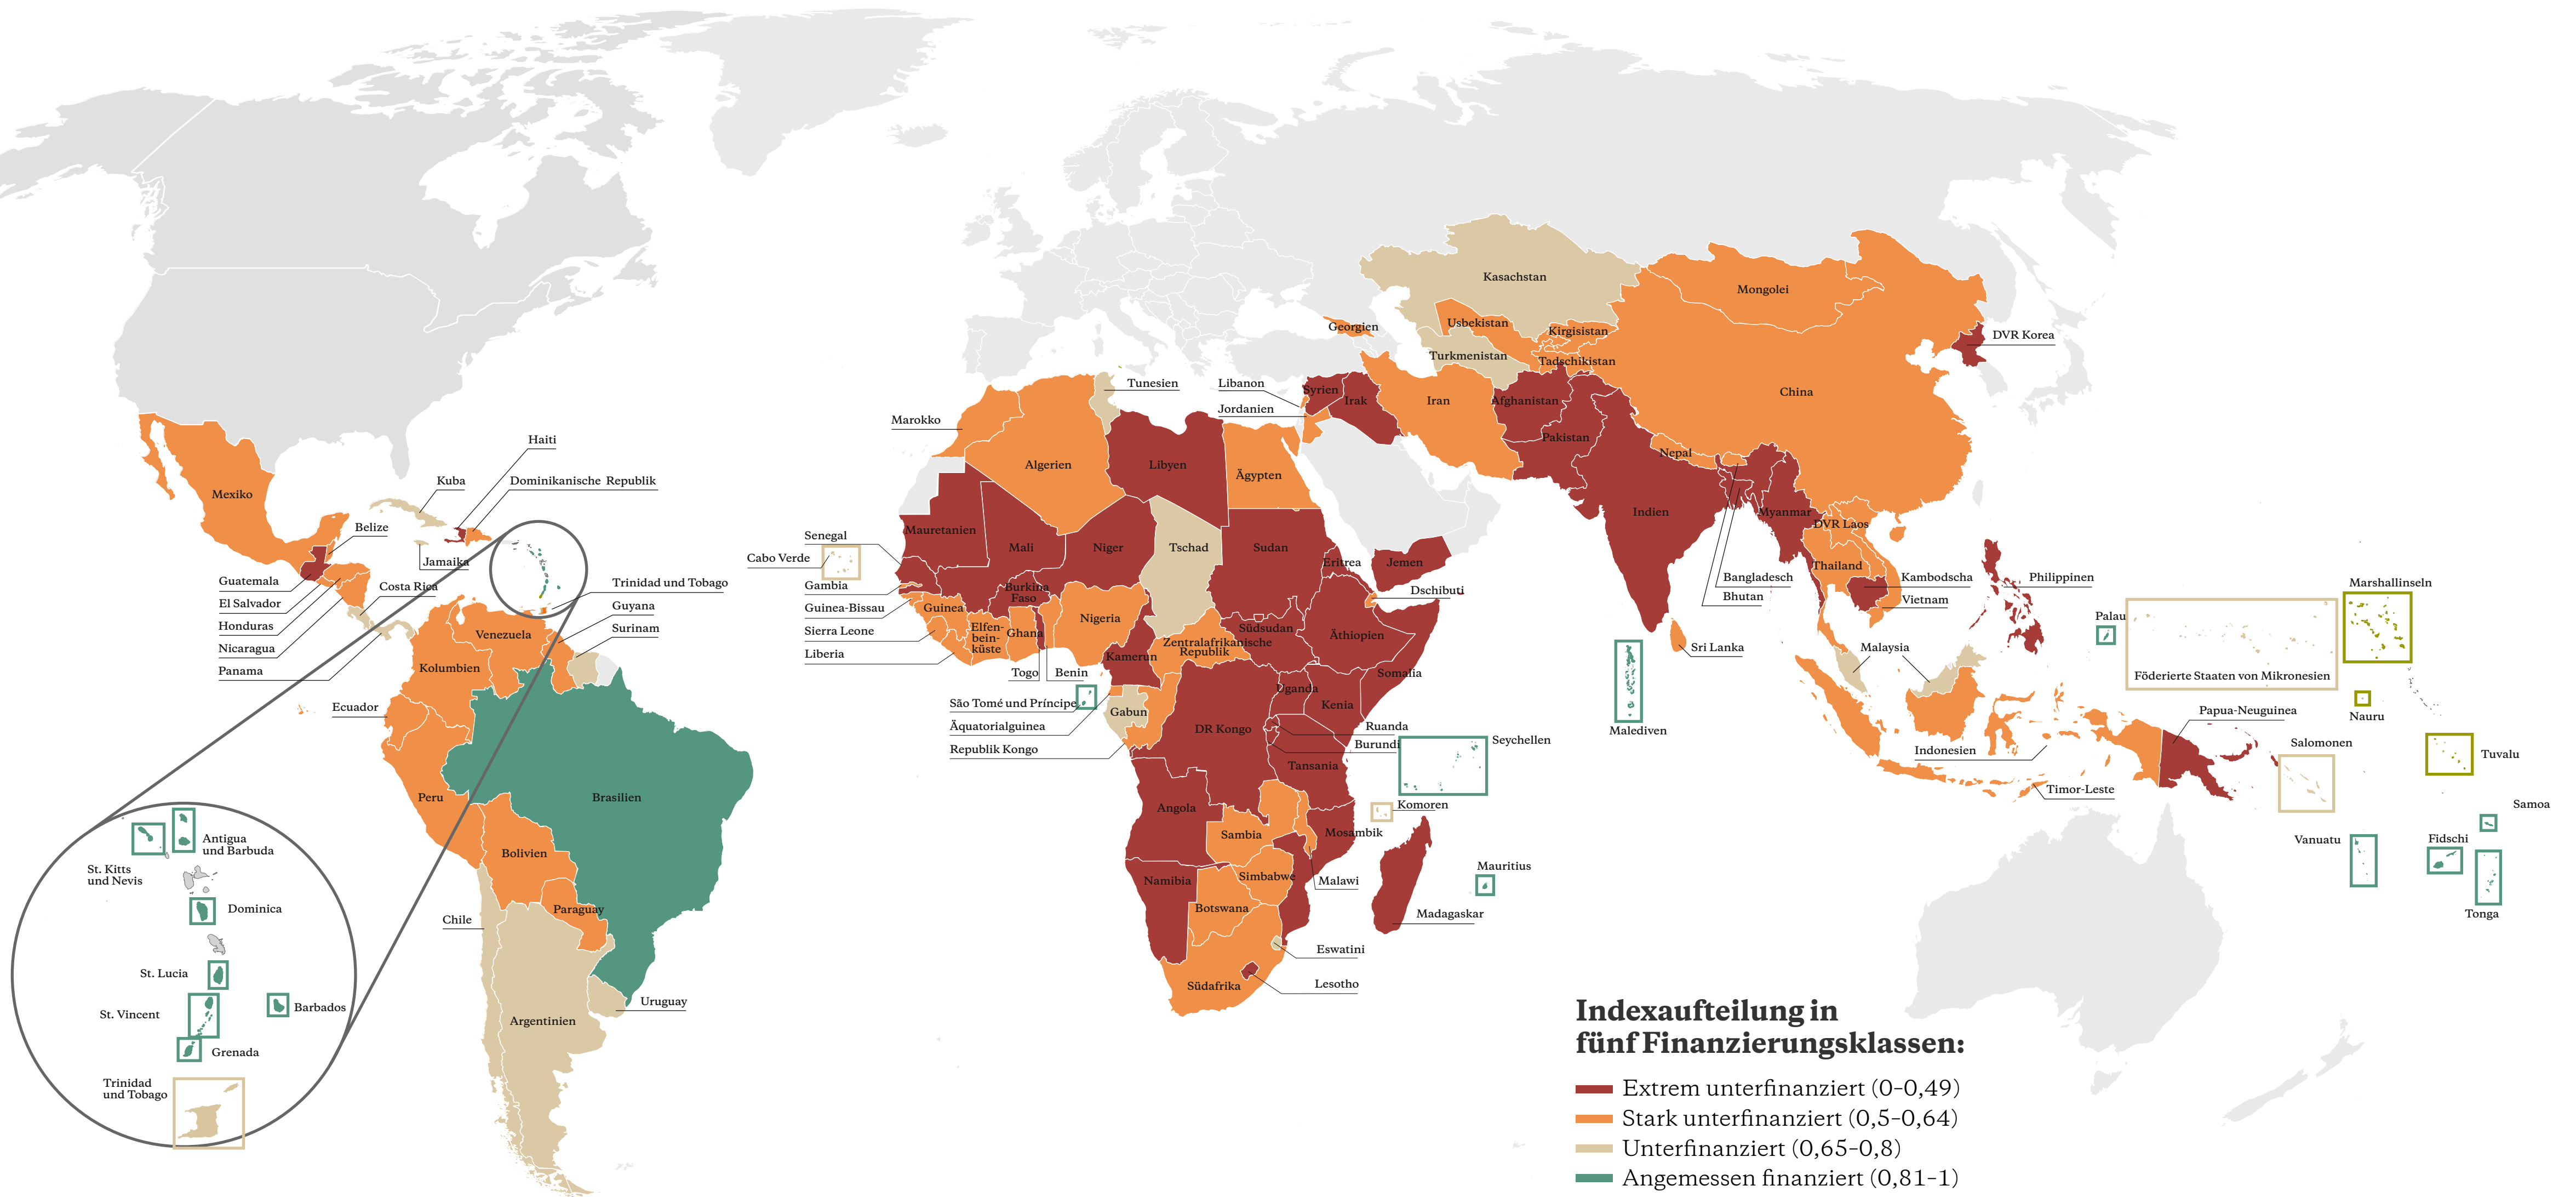 Kasachstan
Mongolei
Georgien
Usbekistan
Kirgisistan
DVR Korea
Turkmenistan
Tadschikistan
China
Tunesien
Libanon
Syrien
Irak
Iran
Afghanistan
Jordanien
Marokko
Pakistan
Haiti
Algerien
Libyen
Ägypten
Nepal
Kuba
Dominikanische Republik
Mexiko
Indien
Myanmar
DVR Laos
Belize
Mauretanien
Senegal
Mali
Niger
Tschad
Sudan
Cabo Verde
Eritrea
Jemen
Jamaika
Thailand
Guatemala
Costa Rica
Trinidad und Tobago
Gambia
Burkina
Faso
Dschibuti
Bangladesch
Kambodscha
Philippinen
Marshallinseln
El Salvador
Guyana
Guinea-Bissau
Guinea
Bhutan
Vietnam
Honduras
Surinam
Sierra Leone
Elfen-
bein-
küste
Ghana
Nigeria
Südsudan
Äthiopien
Palau
Venezuela
Nicaragua
Liberia
Zentralafrikanische
Republik
Sri Lanka
Malaysia
Panama
Kolumbien
Togo
Benin
Kamerun
Somalia
Föderierte Staaten von Mikronesien
São Tomé und Príncipe
Gabun
Uganda
Kenia
Ecuador
Äquatorialguinea
DR Kongo
Ruanda
Malediven
Papua-Neuguinea
Nauru
Republik Kongo
Burundi
Seychellen
Indonesien
Salomonen
Tuvalu
Tansania
Peru
Brasilien
Angola
Komoren
Timor-Leste
Samoa
Sambia
Mosambik
Antigua
und Barbuda
Vanuatu
Fidschi
Bolivien
St. Kitts
und Nevis
Namibia
Simbabwe
Malawi
Mauritius
Dominica
Chile
Paraguay
Botswana
Madagaskar
Tonga
Eswatini
St. Lucia
Südafrika
Lesotho
Uruguay
St. Vincent
Barbados
Argentinien
Grenada
Trinidad
und Tobago
Indexaufteilung in
fünf Finanzierungsklassen:
Extrem unterfinanziert (0–0,49)
Stark unterfinanziert (0,5–0,64)
Unterfinanziert (0,65–0,8)
Angemessen finanziert (0,81–1)